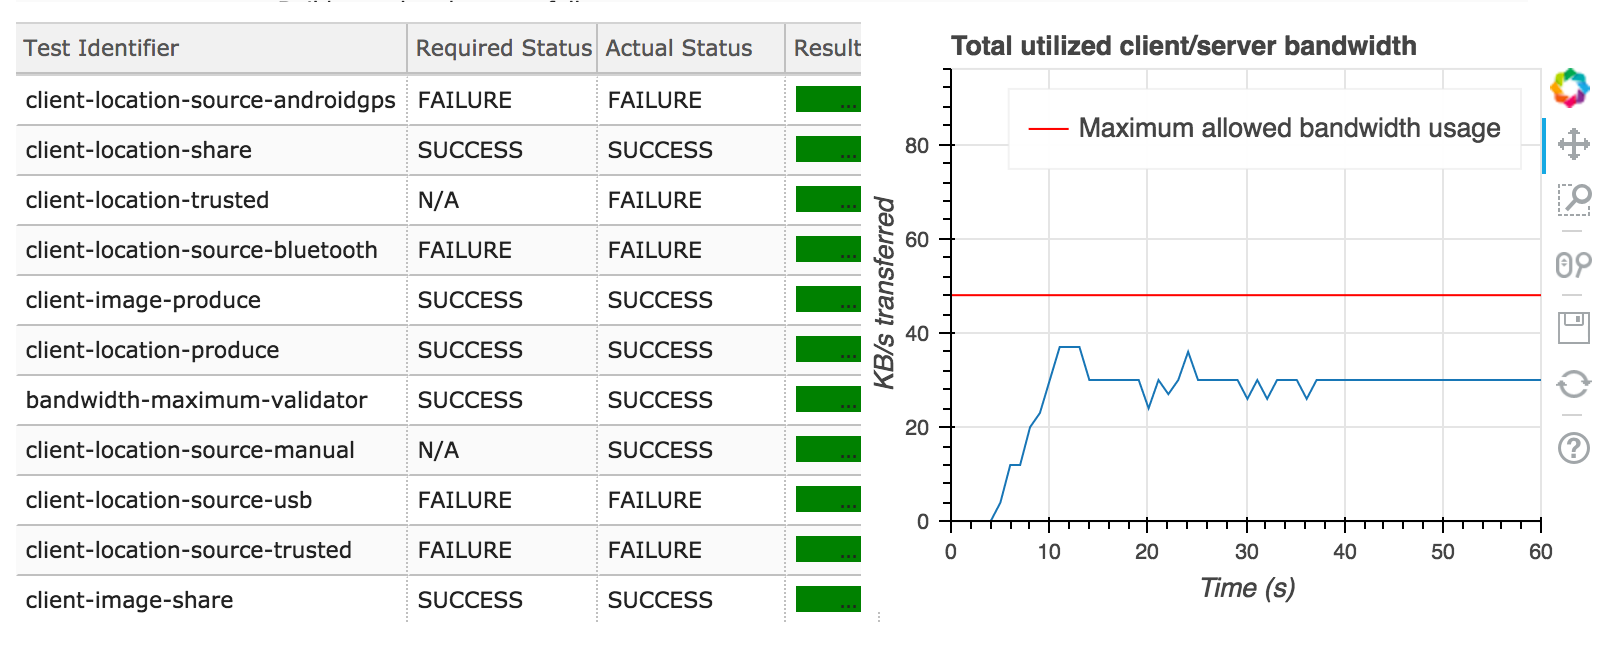 Test Identifier Required Status Actual Status Result
client-location-source-androidgps FAILURE FAILURE ...
client-location-share SUCCESS SUCCESS ...
client-location-trusted N/A FAILURE ...
client-location-source-bluetooth FAILURE FAILURE ...
client-image-produce SUCCESS SUCCESS ...
client-location-produce SUCCESS SUCCESS ...
bandwidth-maximum-validator SUCCESS SUCCESS ...
client-location-source-manual N/A SUCCESS ...
client-location-source-usb FAILURE FAILURE ...
client-location-source-trusted FAILURE FAILURE ...
client-image-share SUCCESS SUCCESS ...
Total utilized client/server bandwidth
Maximum allowed bandwidth usage
KB/s transferred
80
60
40
20
0
0 10 20 30 40 50 60
Time (s)
?